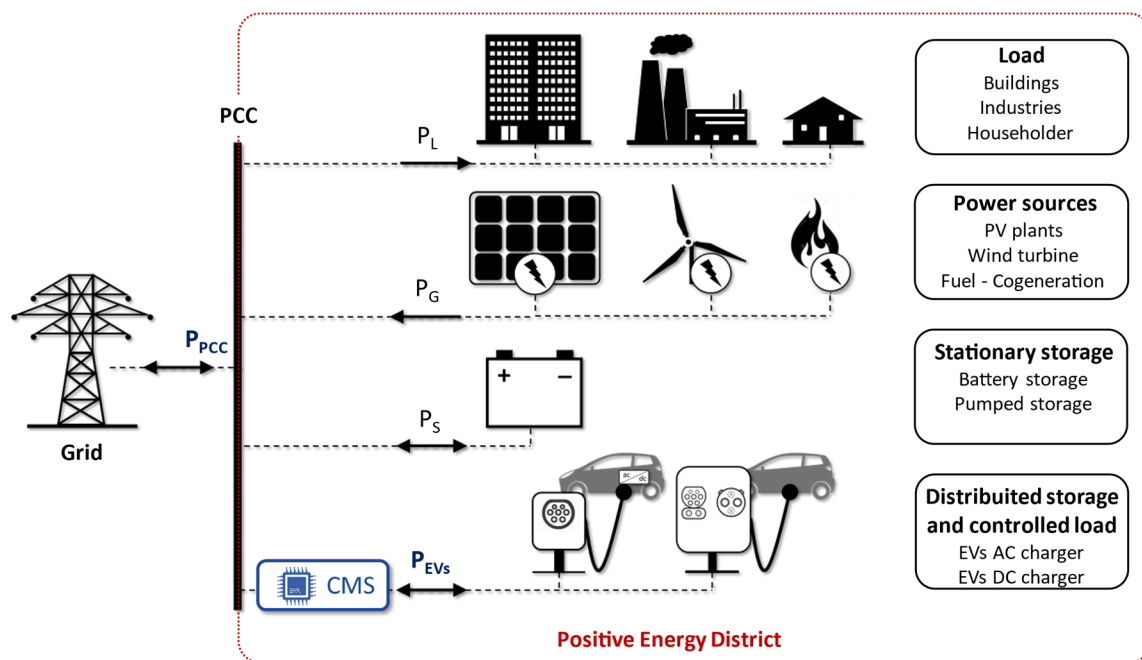 PCC
P_L
Load
Buildings
Industries
Householder
P_G
Power sources
PV plants
Wind turbine
Fuel - Cogeneration
P_PCC
Grid
+ −
P_S
Stationary storage
Battery storage
Pumped storage
ac
dc
P_EVs
CMS
Distribuited storage
and controlled load
EVs AC charger
EVs DC charger
Positive Energy District